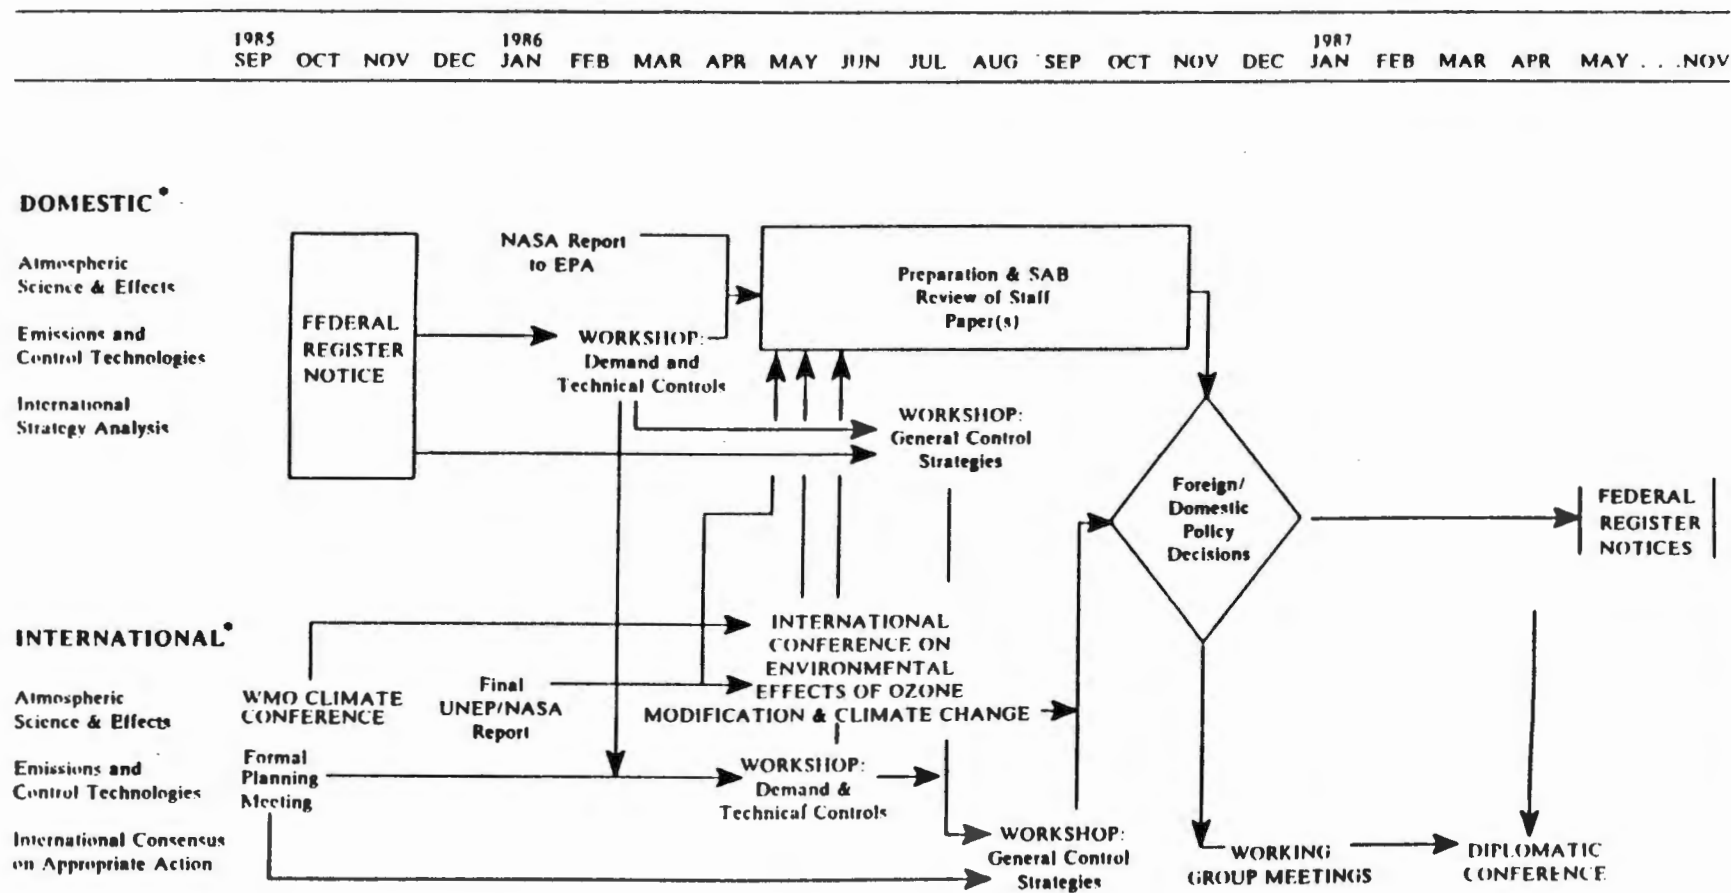 1985
SEP OCT NOV DEC
1986
JAN FEB MAR APR MAY JUN JUL AUG SEP OCT NOV DEC
1987
JAN FEB MAR APR MAY . . . NOV
DOMESTIC*
Atmospheric
Science & Effects
Emissions and
Control Technologies
International
Strategy Analysis
FEDERAL
REGISTER
NOTICE
NASA Report
to EPA
WORKSHOP:
Demand and
Technical Controls
Preparation & SAB
Review of Staff
Paper(s)
WORKSHOP:
General Control
Strategies
Foreign/
Domestic
Policy
Decisions
FEDERAL
REGISTER
NOTICES
INTERNATIONAL*
Atmospheric
Science & Effects
Emissions and
Control Technologies
International Consensus
on Appropriate Action
WMO CLIMATE
CONFERENCE
Formal
Planning
Meeting
Final
UNEP/NASA
Report
INTERNATIONAL
CONFERENCE ON
ENVIRONMENTAL
EFFECTS OF OZONE
MODIFICATION & CLIMATE CHANGE
WORKSHOP:
Demand &
Technical Controls
WORKSHOP:
General Control
Strategies
WORKING
GROUP MEETINGS
DIPLOMATIC
CONFERENCE